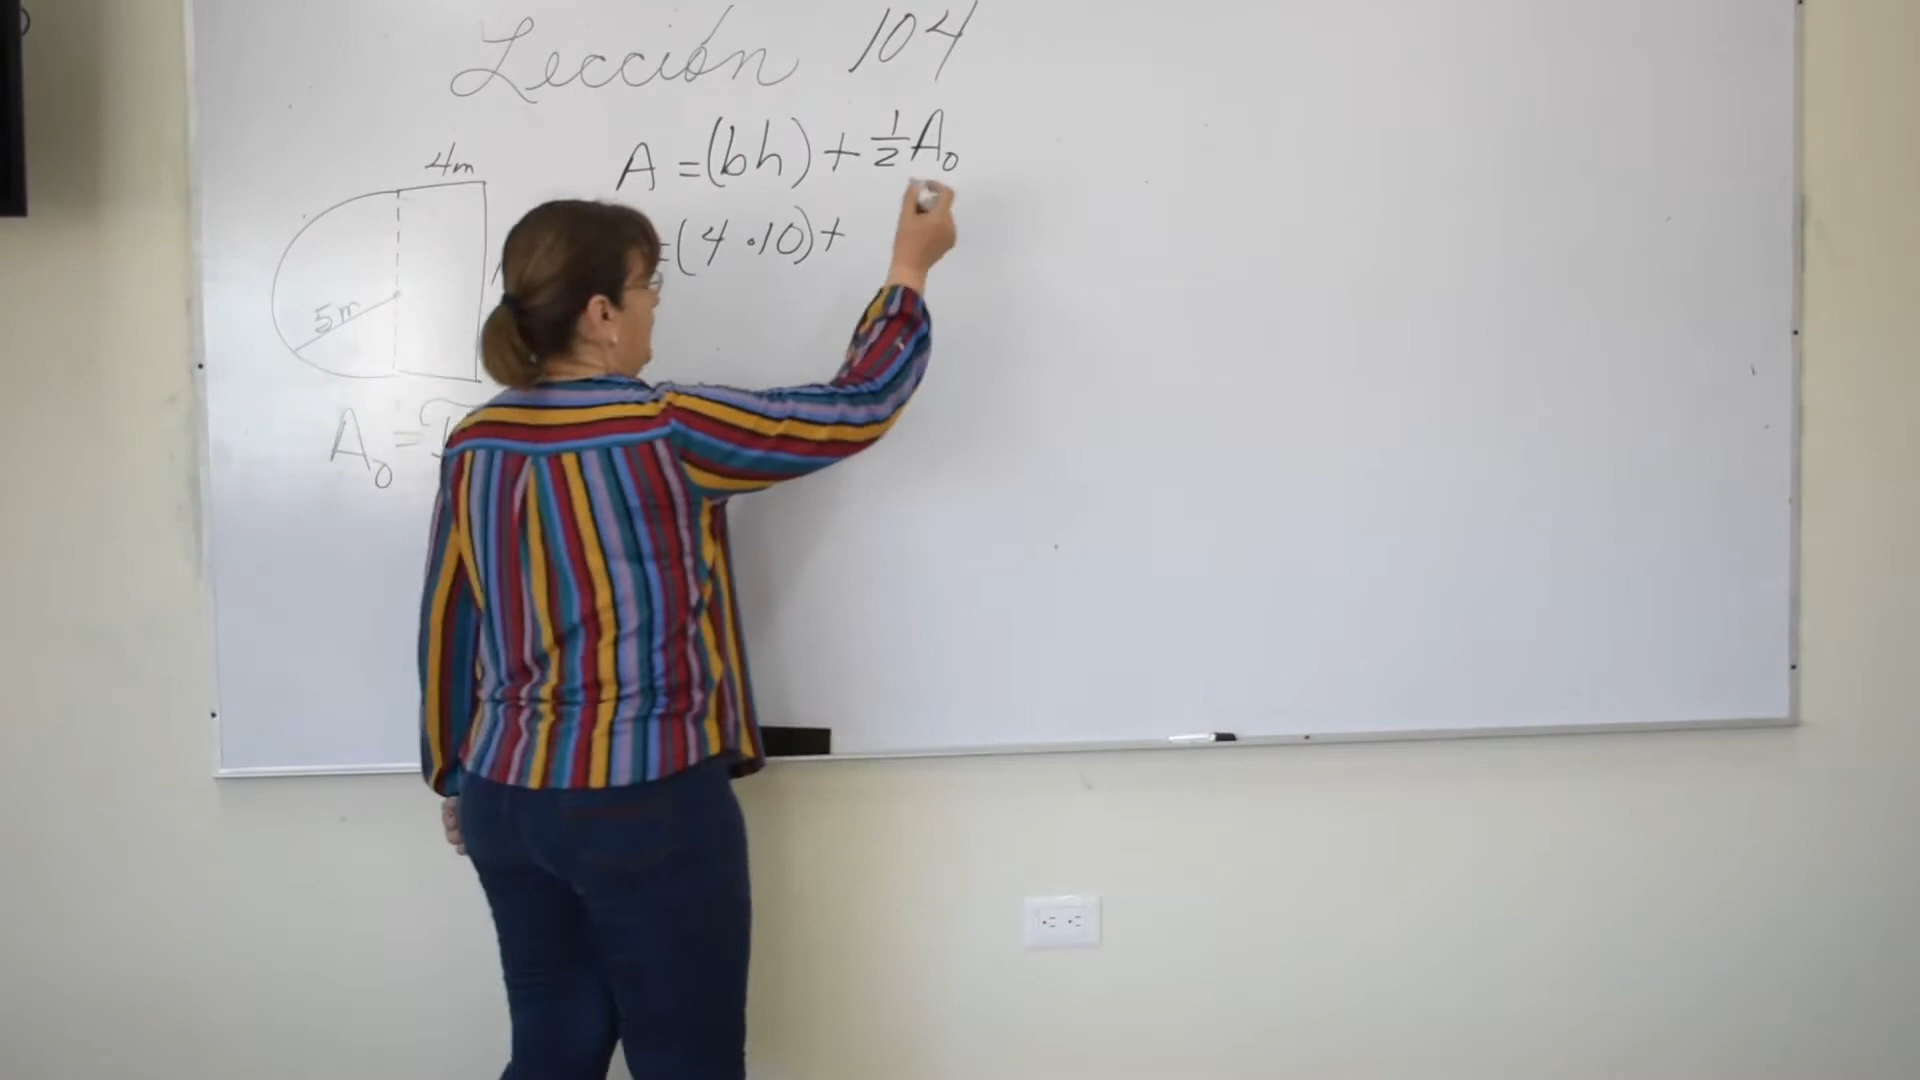 Lección 104
A = (bh) + 1/2 A₀
4m
= (4 · 10) +
5m
A₀ =